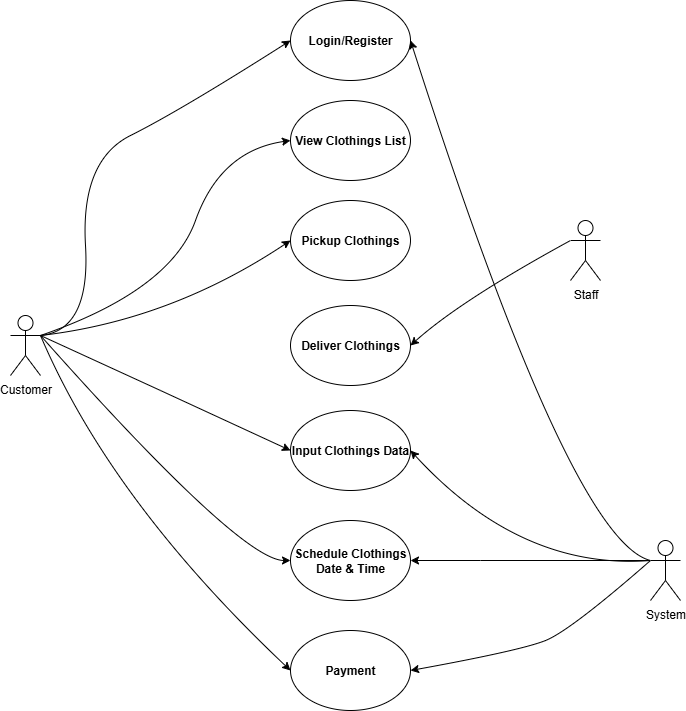 Login/Register
View Clothings List
Pickup Clothings
Staff
Deliver Clothings
Customer
Input Clothings Data
Schedule Clothings
Date & Time
System
Payment